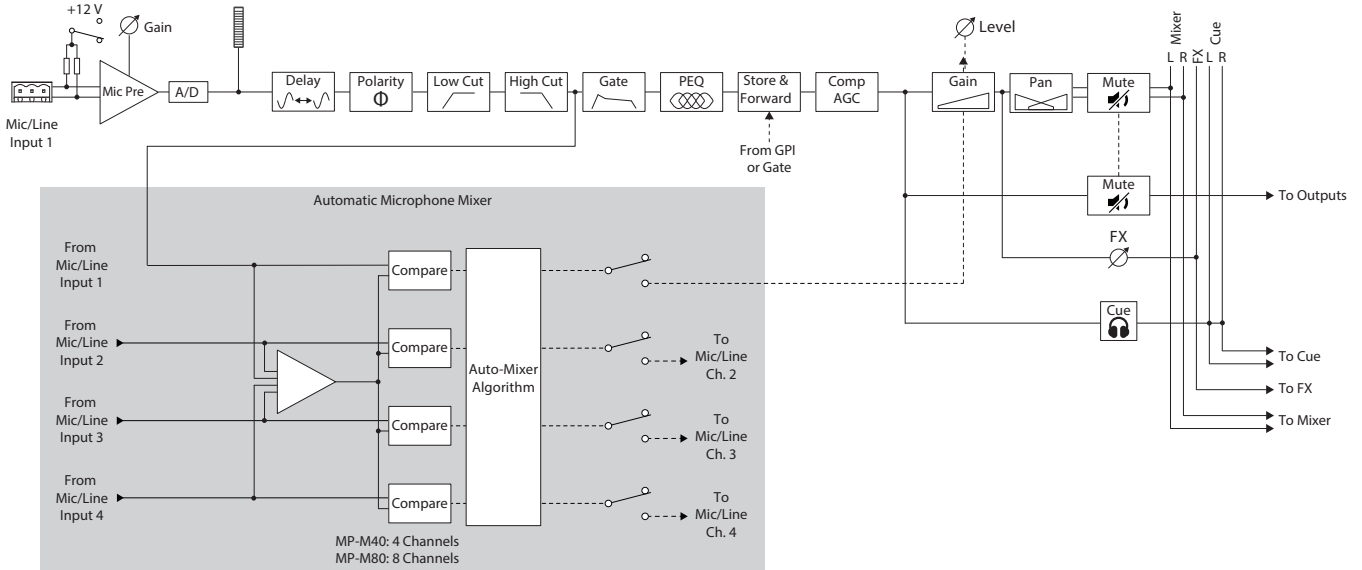 +12 V
Gain
Mic Pre
A/D
Mic/Line
Input 1
Delay
Polarity
Φ
Low Cut
High Cut
Gate
PEQ
Store &
Forward
From GPI
or Gate
Comp
AGC
Level
Gain
Pan
Mute
Mixer
FX
Cue
L R L R
Mute
To Outputs
FX
Cue
To Cue
To FX
To Mixer
Automatic Microphone Mixer
From
Mic/Line
Input 1
Compare
From
Mic/Line
Input 2
Compare
To
Mic/Line
Ch. 2
Auto-Mixer
Algorithm
From
Mic/Line
Input 3
Compare
To
Mic/Line
Ch. 3
From
Mic/Line
Input 4
Compare
To
Mic/Line
Ch. 4
MP-M40: 4 Channels
MP-M80: 8 Channels